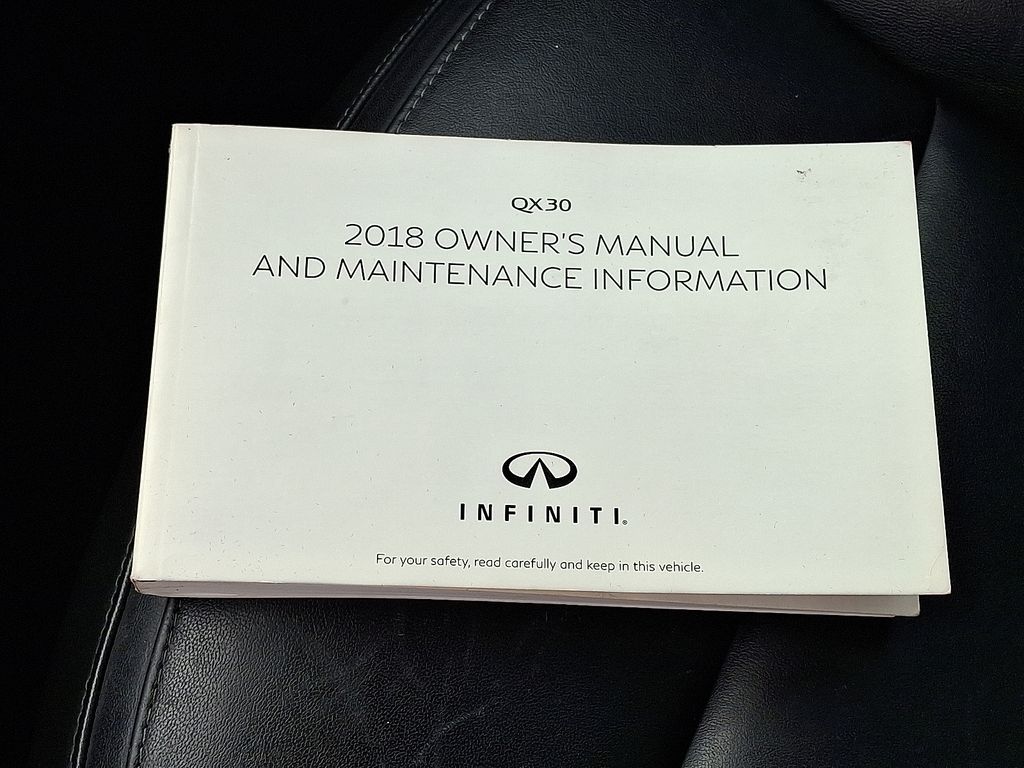 QX30
2018 OWNER'S MANUAL
AND MAINTENANCE INFORMATION
INFINITI®
For your safety, read carefully and keep in this vehicle.